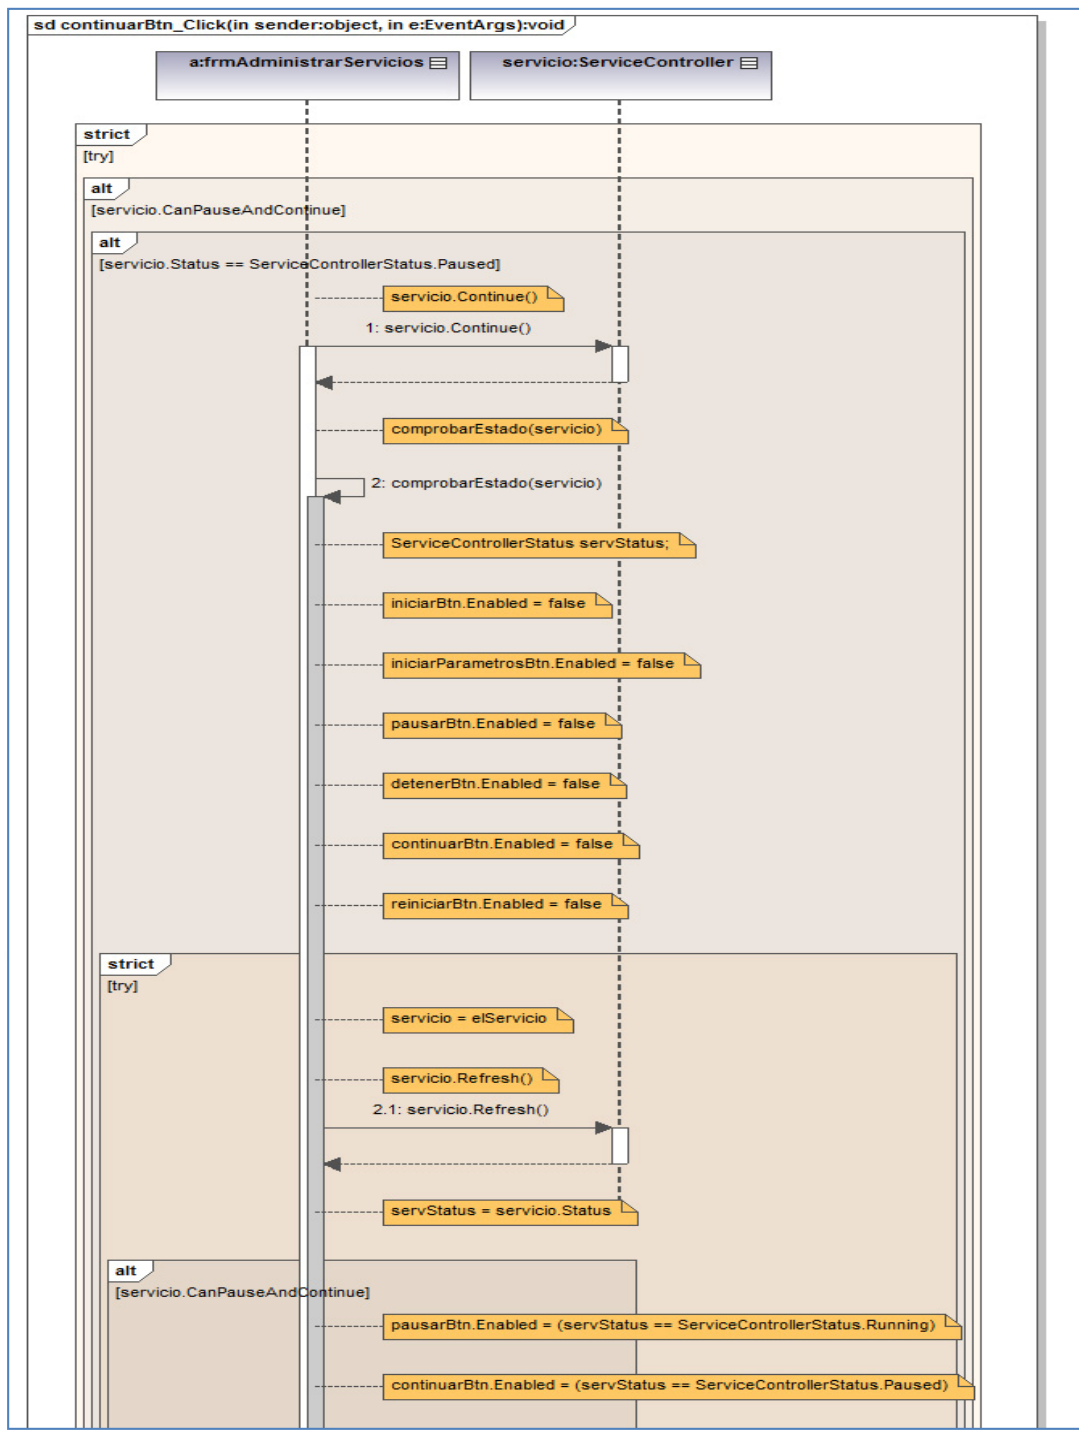 sd continuarBtn_Click(in sender:object, in e:EventArgs):void
a:frmAdministrarServicios
servicio:ServiceController
strict
[try]
alt
[servicio.CanPauseAndContinue]
alt
[servicio.Status == ServiceControllerStatus.Paused]
servicio.Continue()
1: servicio.Continue()
comprobarEstado(servicio)
2: comprobarEstado(servicio)
ServiceControllerStatus servStatus;
iniciarBtn.Enabled = false
iniciarParametrosBtn.Enabled = false
pausarBtn.Enabled = false
detenerBtn.Enabled = false
continuarBtn.Enabled = false
reiniciarBtn.Enabled = false
strict
[try]
servicio = elServicio
servicio.Refresh()
2.1: servicio.Refresh()
servStatus = servicio.Status
alt
[servicio.CanPauseAndContinue]
pausarBtn.Enabled = (servStatus == ServiceControllerStatus.Running)
continuarBtn.Enabled = (servStatus == ServiceControllerStatus.Paused)